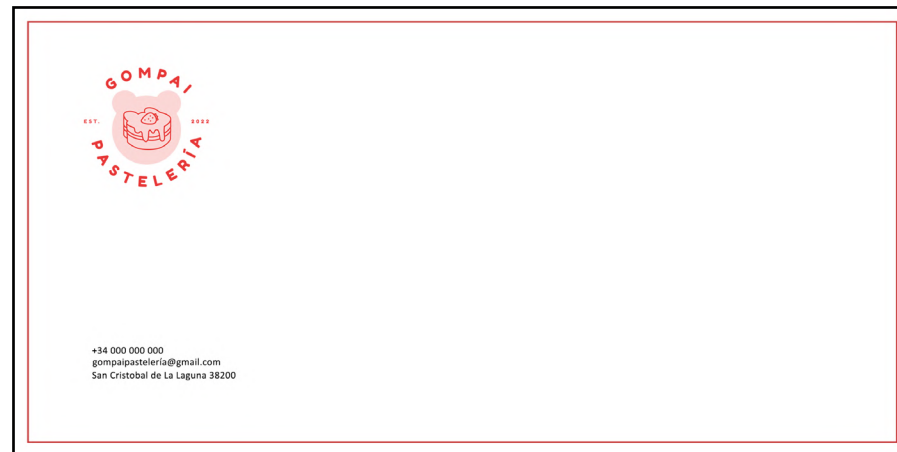 GOMPAI
EST. 2022
PASTELERÍA
+34 000 000 000
gompaipastelería@gmail.com
San Cristobal de La Laguna 38200